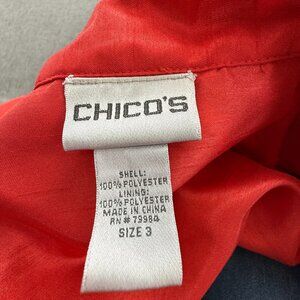 CHICO'S
SHELL:
100% POLYESTER
LINING:
100% POLYESTER
MADE IN CHINA
RN# 79984
SIZE 3